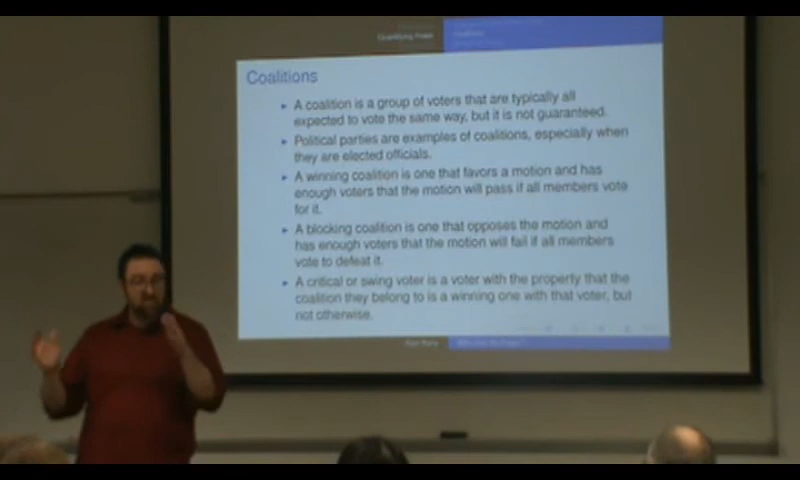 Quantifying Power
Coalitions
A coalition is a group of voters that are typically all
expected to vote the same way, but it is not guaranteed.
Political parties are examples of coalitions, especially when
they are elected officials.
A winning coalition is one that favors a motion and has
enough voters that the motion will pass if all members vote
for it.
A blocking coalition is one that opposes the motion and
has enough voters that the motion will fail if all members
vote to defeat it.
A critical or swing voter is a voter with the property that the
coalition they belong to is a winning one with that voter, but
not otherwise.